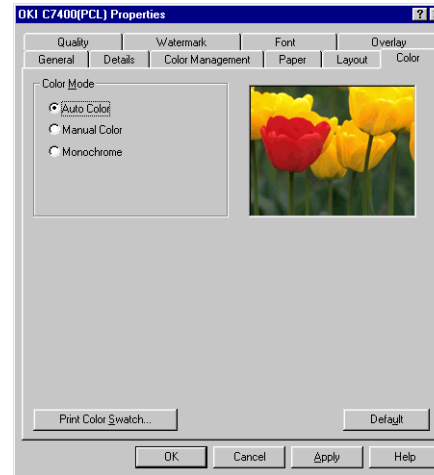 OKI C7400(PCL) Properties
Quality Watermark Font Overlay
General Details Color Management Paper Layout Color
Color Mode
Auto Color
Manual Color
Monochrome
Print Color Swatch... Default
OK Cancel Apply Help